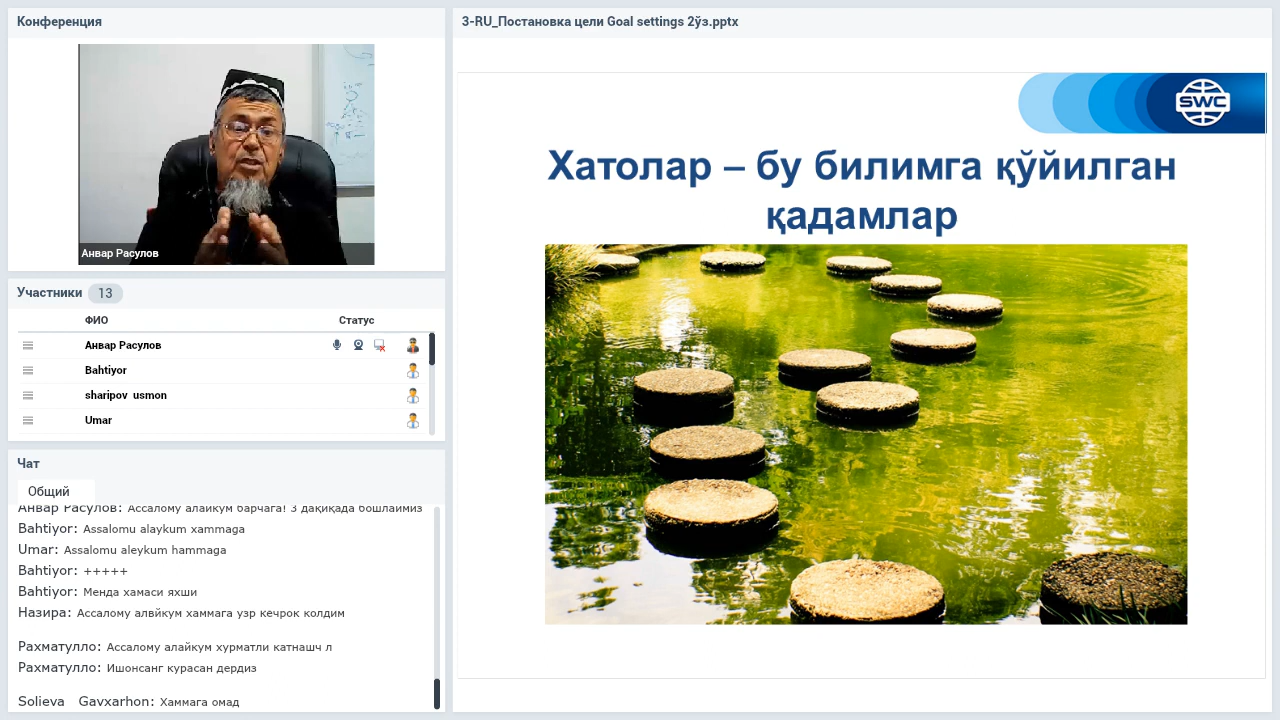 Конференция
Анвар Расулов
Участники 13
ФИО Статус
Анвар Расулов
Bahtiyor
sharipov usmon
Umar
Чат
Общий
Анвар Расулов: Ассалому алайкум барчага! 3 дақиқада бошлаймиз
Bahtiyor: Assalomu alaykum xammaga
Umar: Assalomu aleykum hammaga
Bahtiyor: +++++
Bahtiyor: Менда хамаси яхши
Назира: Ассалому алвйкум хаммага узр кечрок колдим
Рахматулло: Ассалому алайкум хурматли катнашч л
Рахматулло: Ишонсанг курасан дердиз
Solieva Gavxarhon: Хаммага омад
3-RU_Постановка цели Goal settings 2ўз.pptx
SWC
Хатолар – бу билимга қўйилган
қадамлар